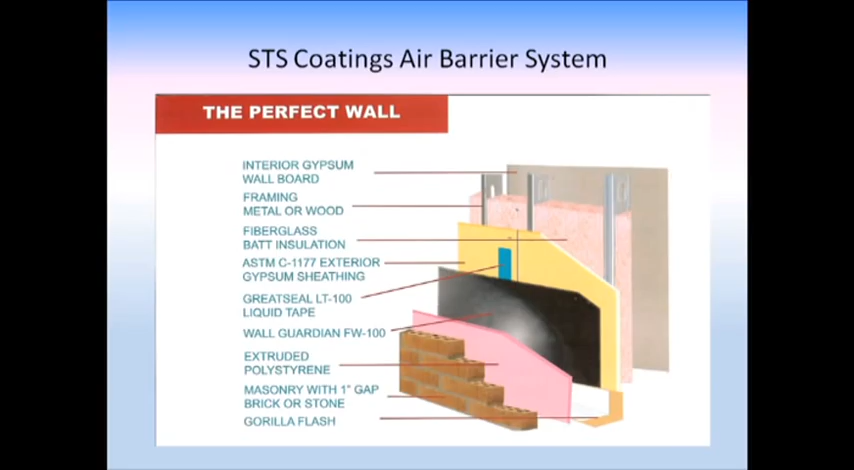 STS Coatings Air Barrier System
THE PERFECT WALL
INTERIOR GYPSUM
WALL BOARD
FRAMING
METAL OR WOOD
FIBERGLASS
BATT INSULATION
ASTM C-1177 EXTERIOR
GYPSUM SHEATHING
GREATSEAL LT-100
LIQUID TAPE
WALL GUARDIAN FW-100
EXTRUDED
POLYSTYRENE
MASONRY WITH 1" GAP
BRICK OR STONE
GORILLA FLASH